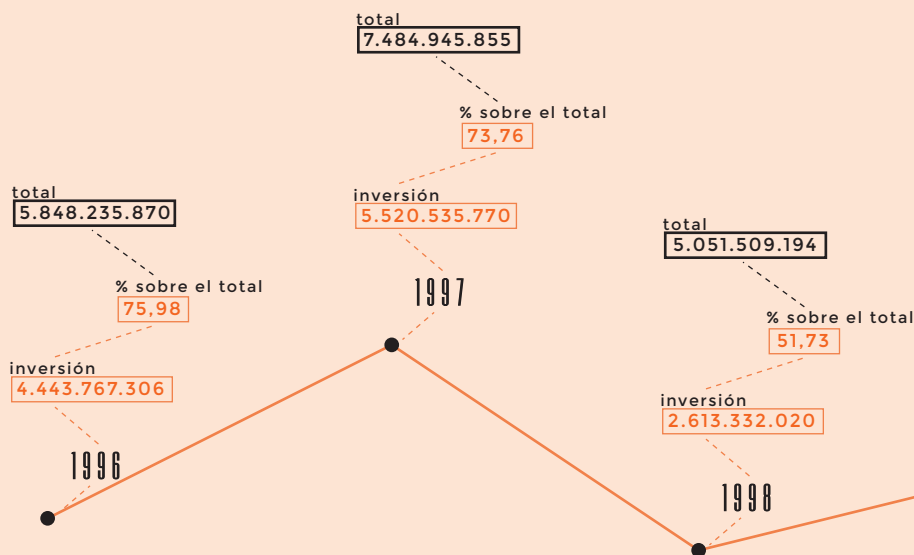 total
5.848.235.870
% sobre el total
75,98
inversión
4.443.767.306
1996
total
7.484.945.855
% sobre el total
73,76
inversión
5.520.535.770
1997
total
5.051.509.194
% sobre el total
51,73
inversión
2.613.332.020
1998